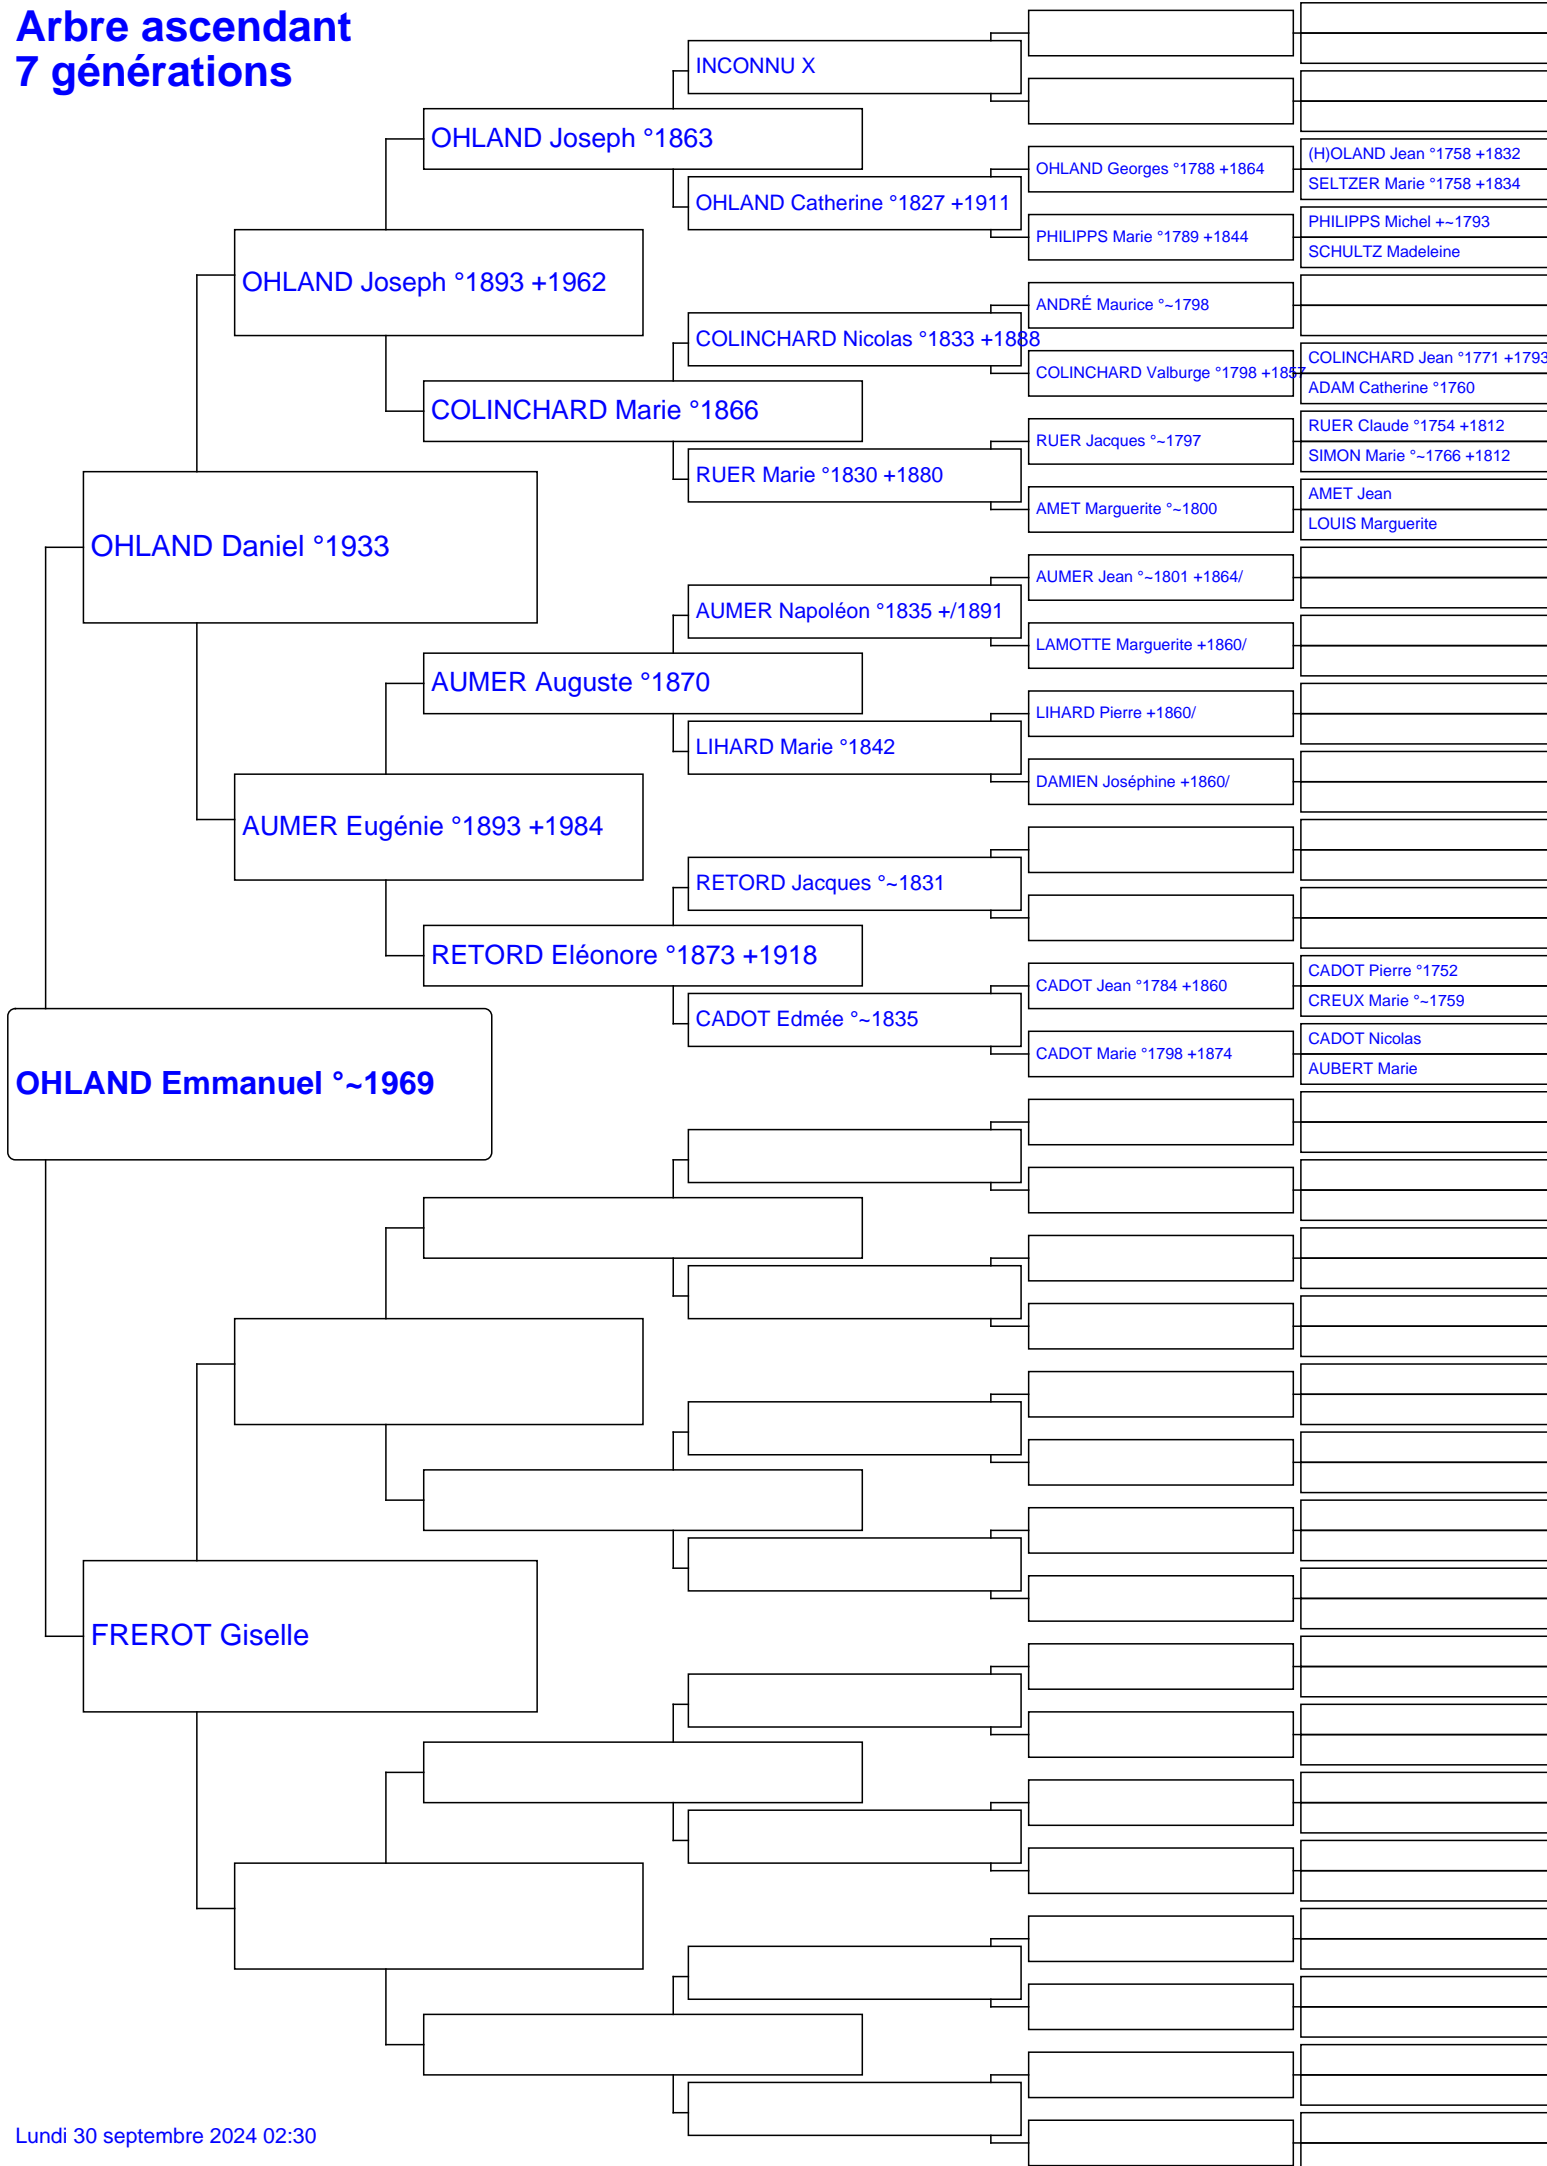 Arbre ascendant
7 générations
INCONNU X
OHLAND Joseph °1863
(H)OLAND Jean °1758 +1832
OHLAND Georges °1788 +1864
SELTZER Marie °1758 +1834
OHLAND Catherine °1827 +1911
PHILIPPS Michel +~1793
PHILIPPS Marie °1789 +1844
SCHULTZ Madeleine
OHLAND Joseph °1893 +1962
ANDRÉ Maurice °~1798
COLINCHARD Nicolas °1833 +1888
COLINCHARD Jean °1771 +1793
COLINCHARD Valburge °1798 +1857
ADAM Catherine °1760
COLINCHARD Marie °1866
RUER Claude °1754 +1812
RUER Jacques °~1797
SIMON Marie °~1766 +1812
RUER Marie °1830 +1880
AMET Jean
AMET Marguerite °~1800
LOUIS Marguerite
OHLAND Daniel °1933
AUMER Jean °~1801 +1864/
AUMER Napoléon °1835 +/1891
LAMOTTE Marguerite +1860/
AUMER Auguste °1870
LIHARD Pierre +1860/
LIHARD Marie °1842
DAMIEN Joséphine +1860/
AUMER Eugénie °1893 +1984
RETORD Jacques °~1831
RETORD Eléonore °1873 +1918
CADOT Pierre °1752
CADOT Jean °1784 +1860
CREUX Marie °~1759
CADOT Edmée °~1835
CADOT Nicolas
CADOT Marie °1798 +1874
AUBERT Marie
OHLAND Emmanuel °~1969
FREROT Giselle
Lundi 30 septembre 2024 02:30